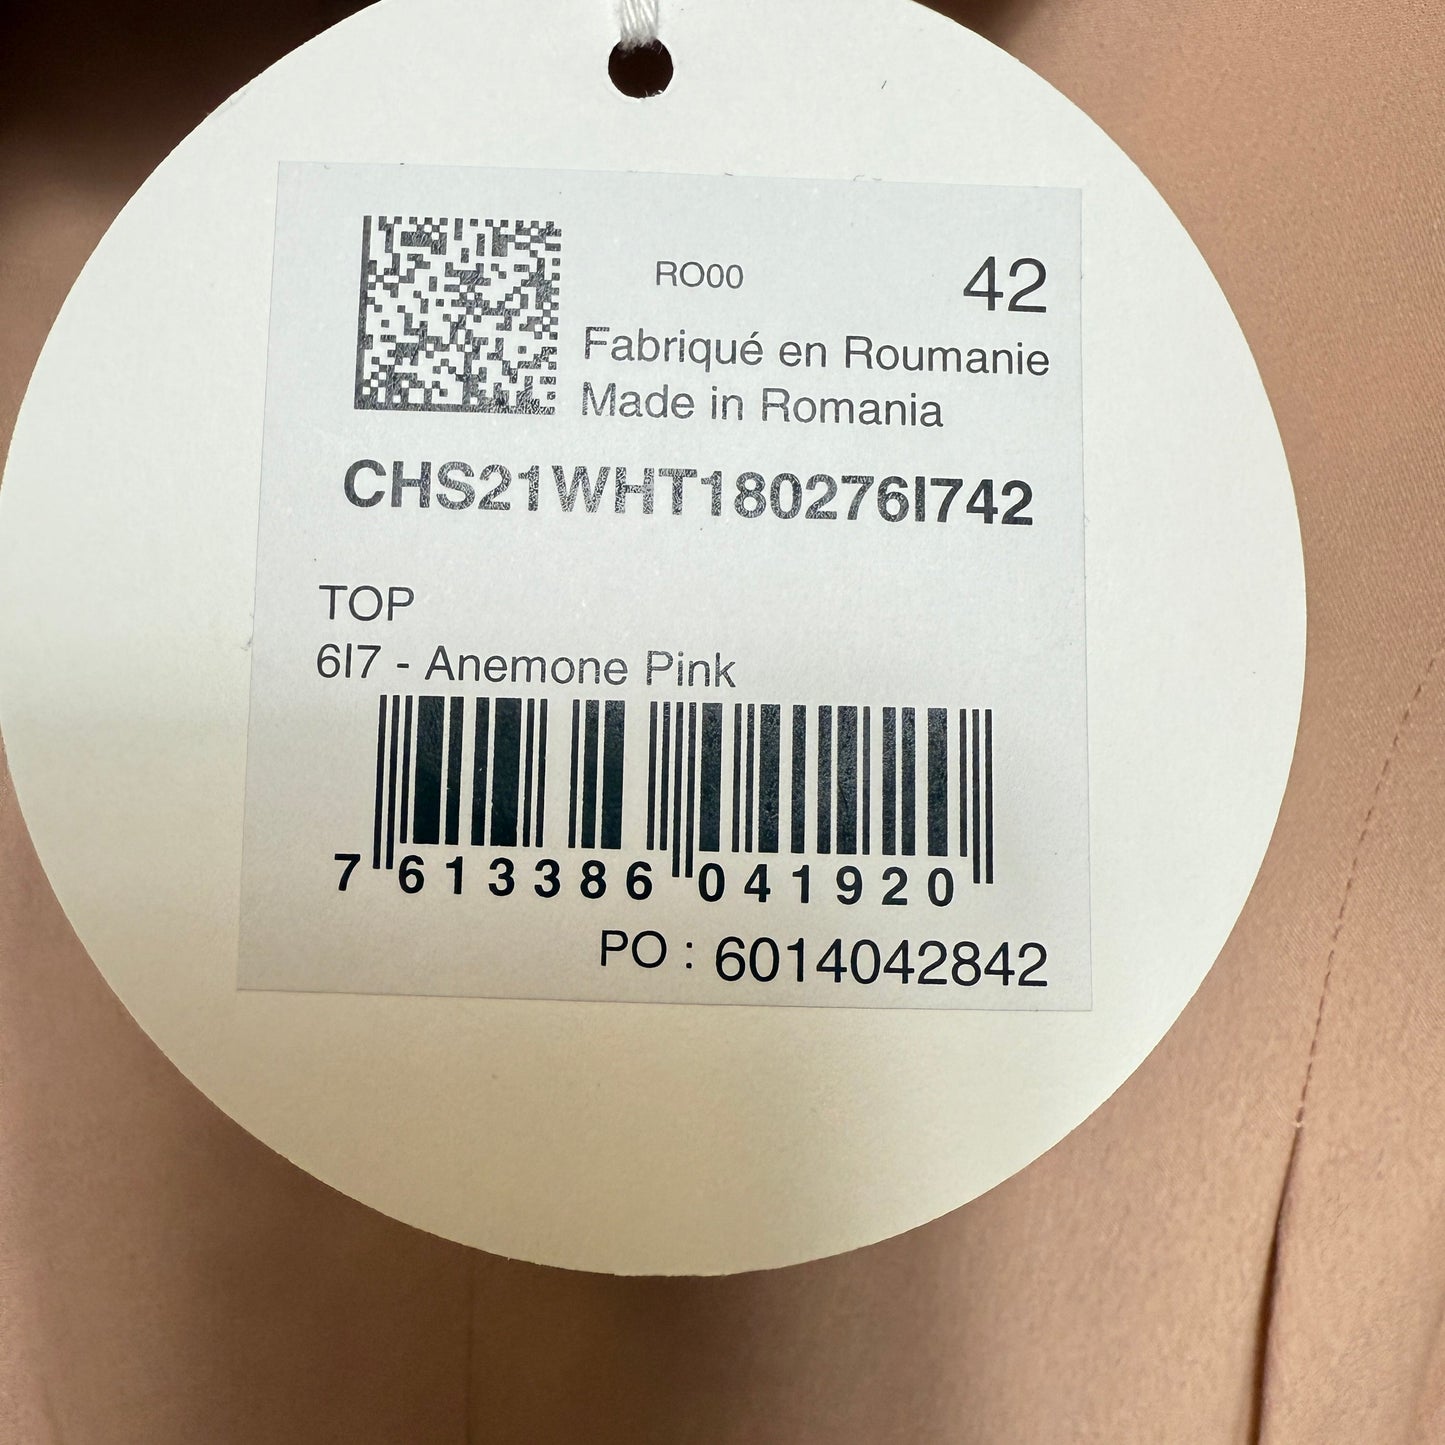 RO00
42
Fabriqué en Roumanie
Made in Romania
CHS21WHT180276I742
TOP
6I7 - Anemone Pink
7 613386 041920
PO : 6014042842